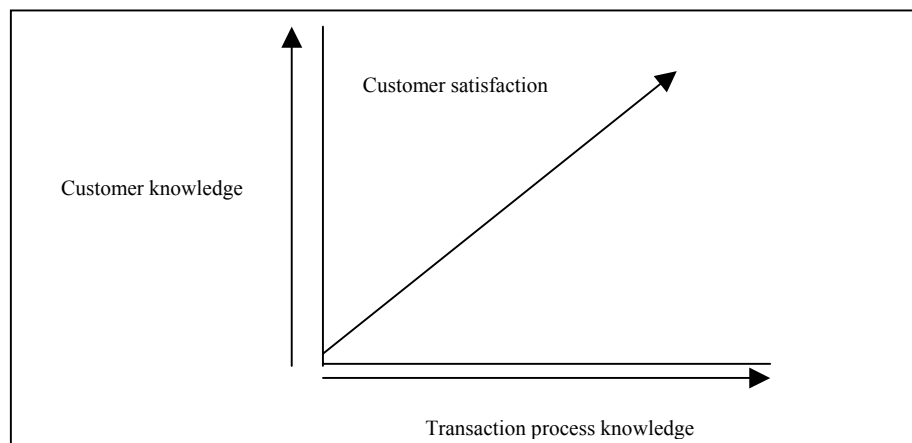 Customer satisfaction
Customer knowledge
Transaction process knowledge